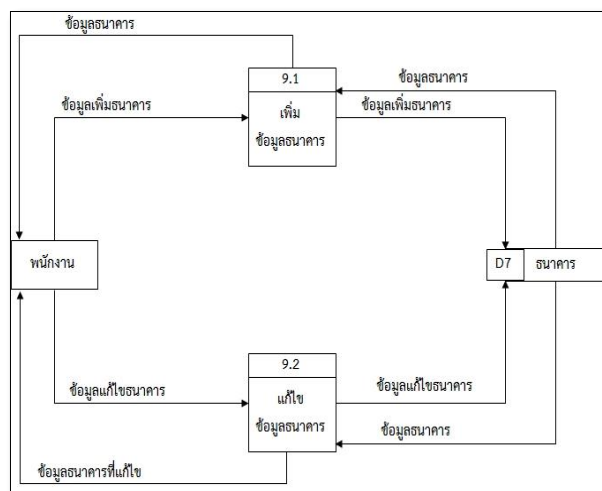 ข้อมูลธนาคาร
9.1
ข้อมูลธนาคาร
ข้อมูลเพิ่มธนาคาร
เพิ่ม
ข้อมูลธนาคาร
ข้อมูลเพิ่มธนาคาร
พนักงาน
D7
ธนาคาร
9.2
ข้อมูลแก้ไขธนาคาร
แก้ไข
ข้อมูลธนาคาร
ข้อมูลแก้ไขธนาคาร
ข้อมูลธนาคาร
ข้อมูลธนาคารที่แก้ไข